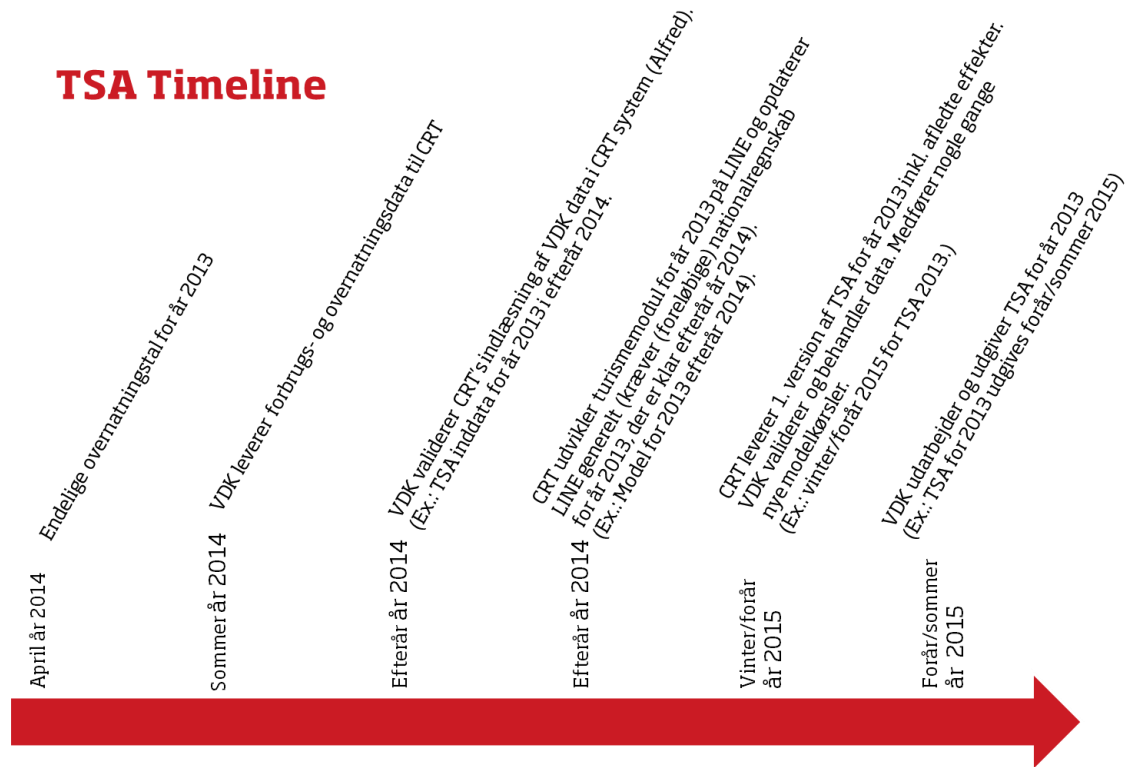 TSA Timeline
April år 2014
Endelige overnatningstal for år 2013
Sommer år 2014
VDK leverer forbrugs- og overnatningsdata til CRT
Efterår år 2014
VDK validerer CRT's indlæsning af VDK data i CRT system (Alfred).
(Ex.: TSA inddata for år 2013 i efterår 2014.
Efterår år 2014
CRT udvikler turismemodul for år 2013 på LINE og opdaterer
LINE generelt (kræver (foreløbige) nationalregnskab
for år 2013, der er klar efterår år 2014).
(Ex.: Model for 2013 efterår 2014).
Vinter/forår
år 2015
CRT leverer 1. version af TSA for år 2013 inkl. afledte effekter.
VDK validerer og behandler data. Medfører nogle gange
nye modelkørsler.
(Ex.: vinter/forår 2015 for TSA 2013.)
Forår/sommer
år 2015
VDK udarbejder og udgiver TSA for år 2013
(Ex.: TSA for 2013 udgives forår/sommer 2015)